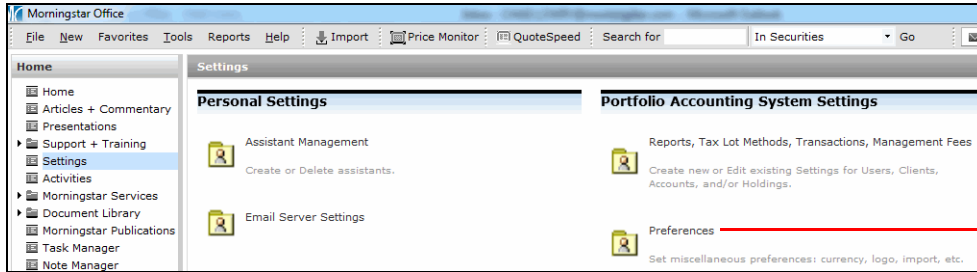 Morningstar Office
File New Favorites Tools Reports Help Import Price Monitor QuoteSpeed Search for In Securities Go
Home
Home
Articles + Commentary
Presentations
Support + Training
Settings
Activities
Morningstar Services
Document Library
Morningstar Publications
Task Manager
Note Manager
Settings
Personal Settings
Assistant Management
Create or Delete assistants.
Email Server Settings
Portfolio Accounting System Settings
Reports, Tax Lot Methods, Transactions, Management Fees
Create new or Edit existing Settings for Users, Clients,
Accounts, and/or Holdings.
Preferences
Set miscellaneous preferences: currency, logo, import, etc.